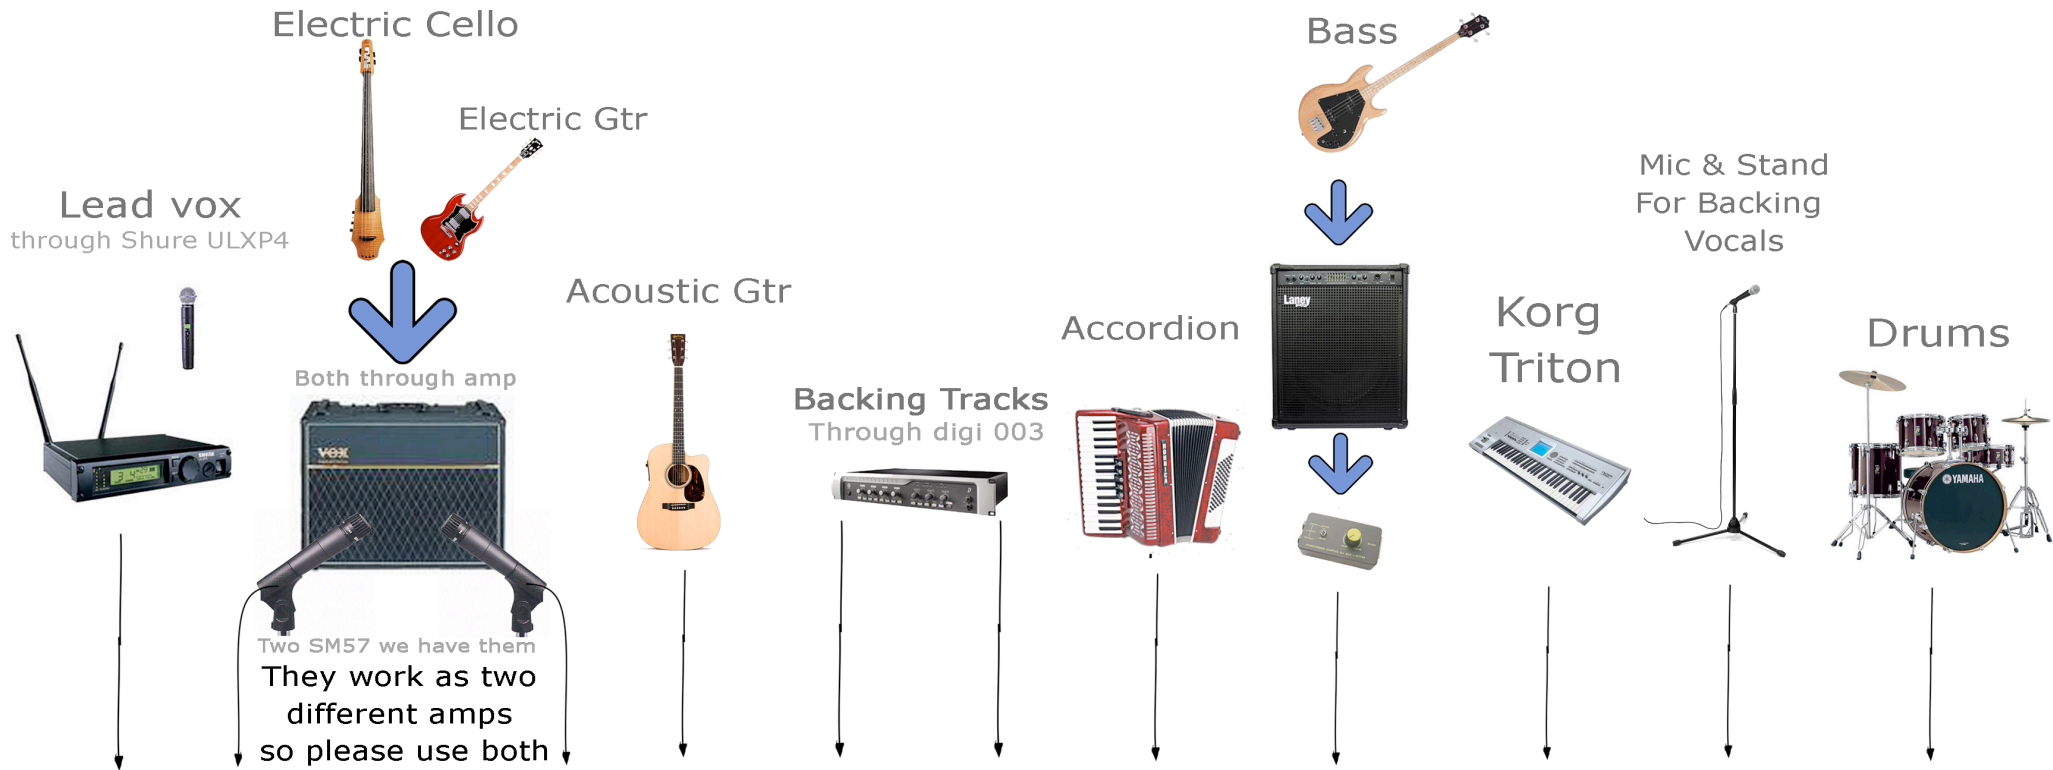 Electric Cello
Electric Gtr
Lead vox
through Shure ULXP4
Both through amp
VOX
Two SM57 we have them
They work as two
different amps
so please use both
Acoustic Gtr
Backing Tracks
Through digi 003
Accordion
Bass
Laney
Korg
Triton
Mic & Stand
For Backing
Vocals
Drums
YAMAHA